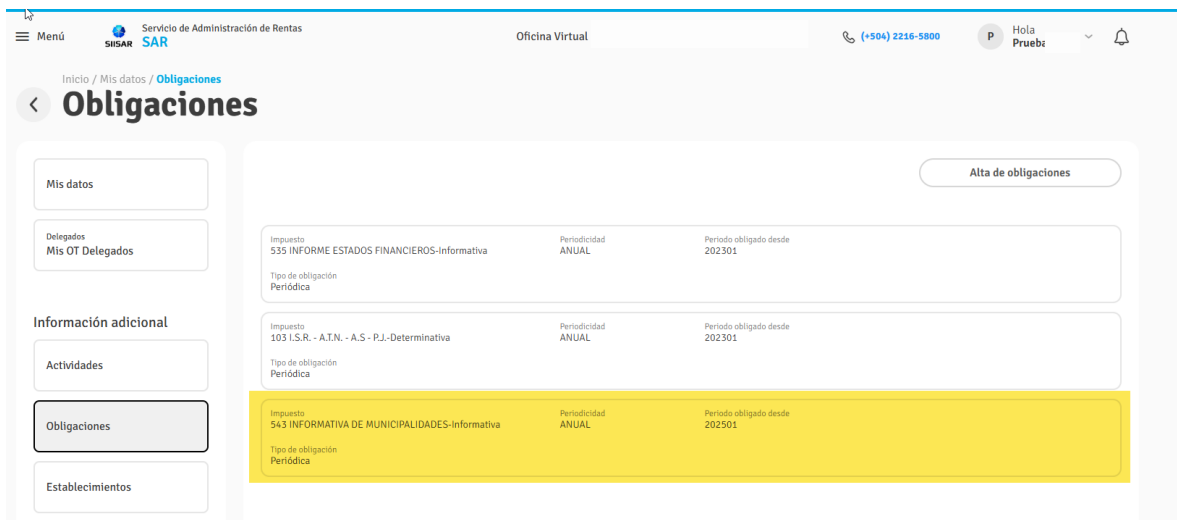 Menú
SIISAR
Servicio de Administración de Rentas
SAR
Oficina Virtual
(+504) 2216-5800
P
Hola
Prueba
Inicio / Mis datos / Obligaciones
Obligaciones
Mis datos
Delegados
Mis OT Delegados
Información adicional
Actividades
Obligaciones
Establecimientos
Alta de obligaciones
Impuesto Periodicidad Periodo obligado desde
535 INFORME ESTADOS FINANCIEROS-Informativa ANUAL 202301
Tipo de obligación
Periódica
Impuesto Periodicidad Periodo obligado desde
103 I.S.R. - A.T.N. - A.S - P.J.-Determinativa ANUAL 202301
Tipo de obligación
Periódica
Impuesto Periodicidad Periodo obligado desde
543 INFORMATIVA DE MUNICIPALIDADES-Informativa ANUAL 202501
Tipo de obligación
Periódica